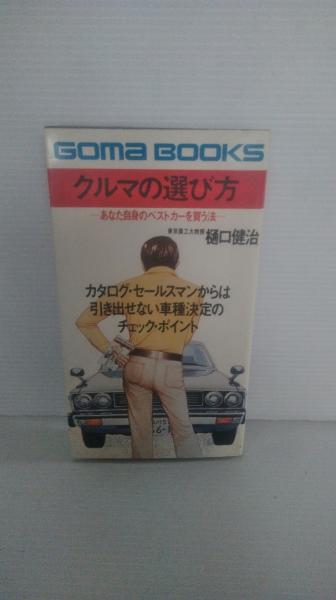 GOMA BOOKS
クルマの選び方
―あなた自身のベストカーを買う法―
東京農工大教授 樋口健治
カタログ・セールスマンからは
引き出せない車種決定の
チェック・ポイント